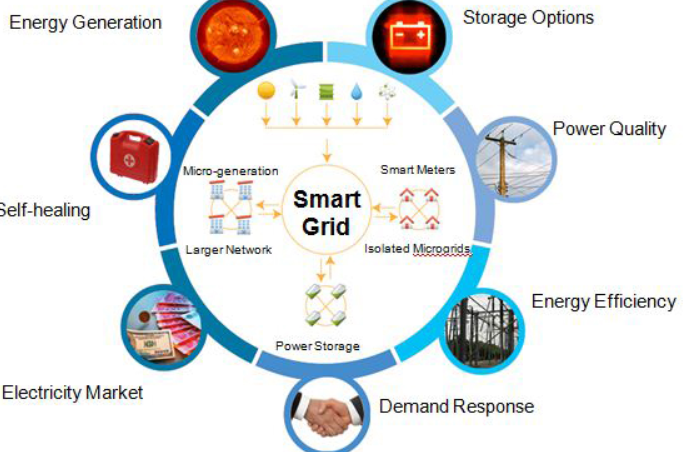 Energy Generation
Storage Options
Power Quality
Micro-generation
Smart Meters
Smart
Grid
Self-healing
Larger Network
Isolated Microgrids
Energy Efficiency
Power Storage
Electricity Market
Demand Response